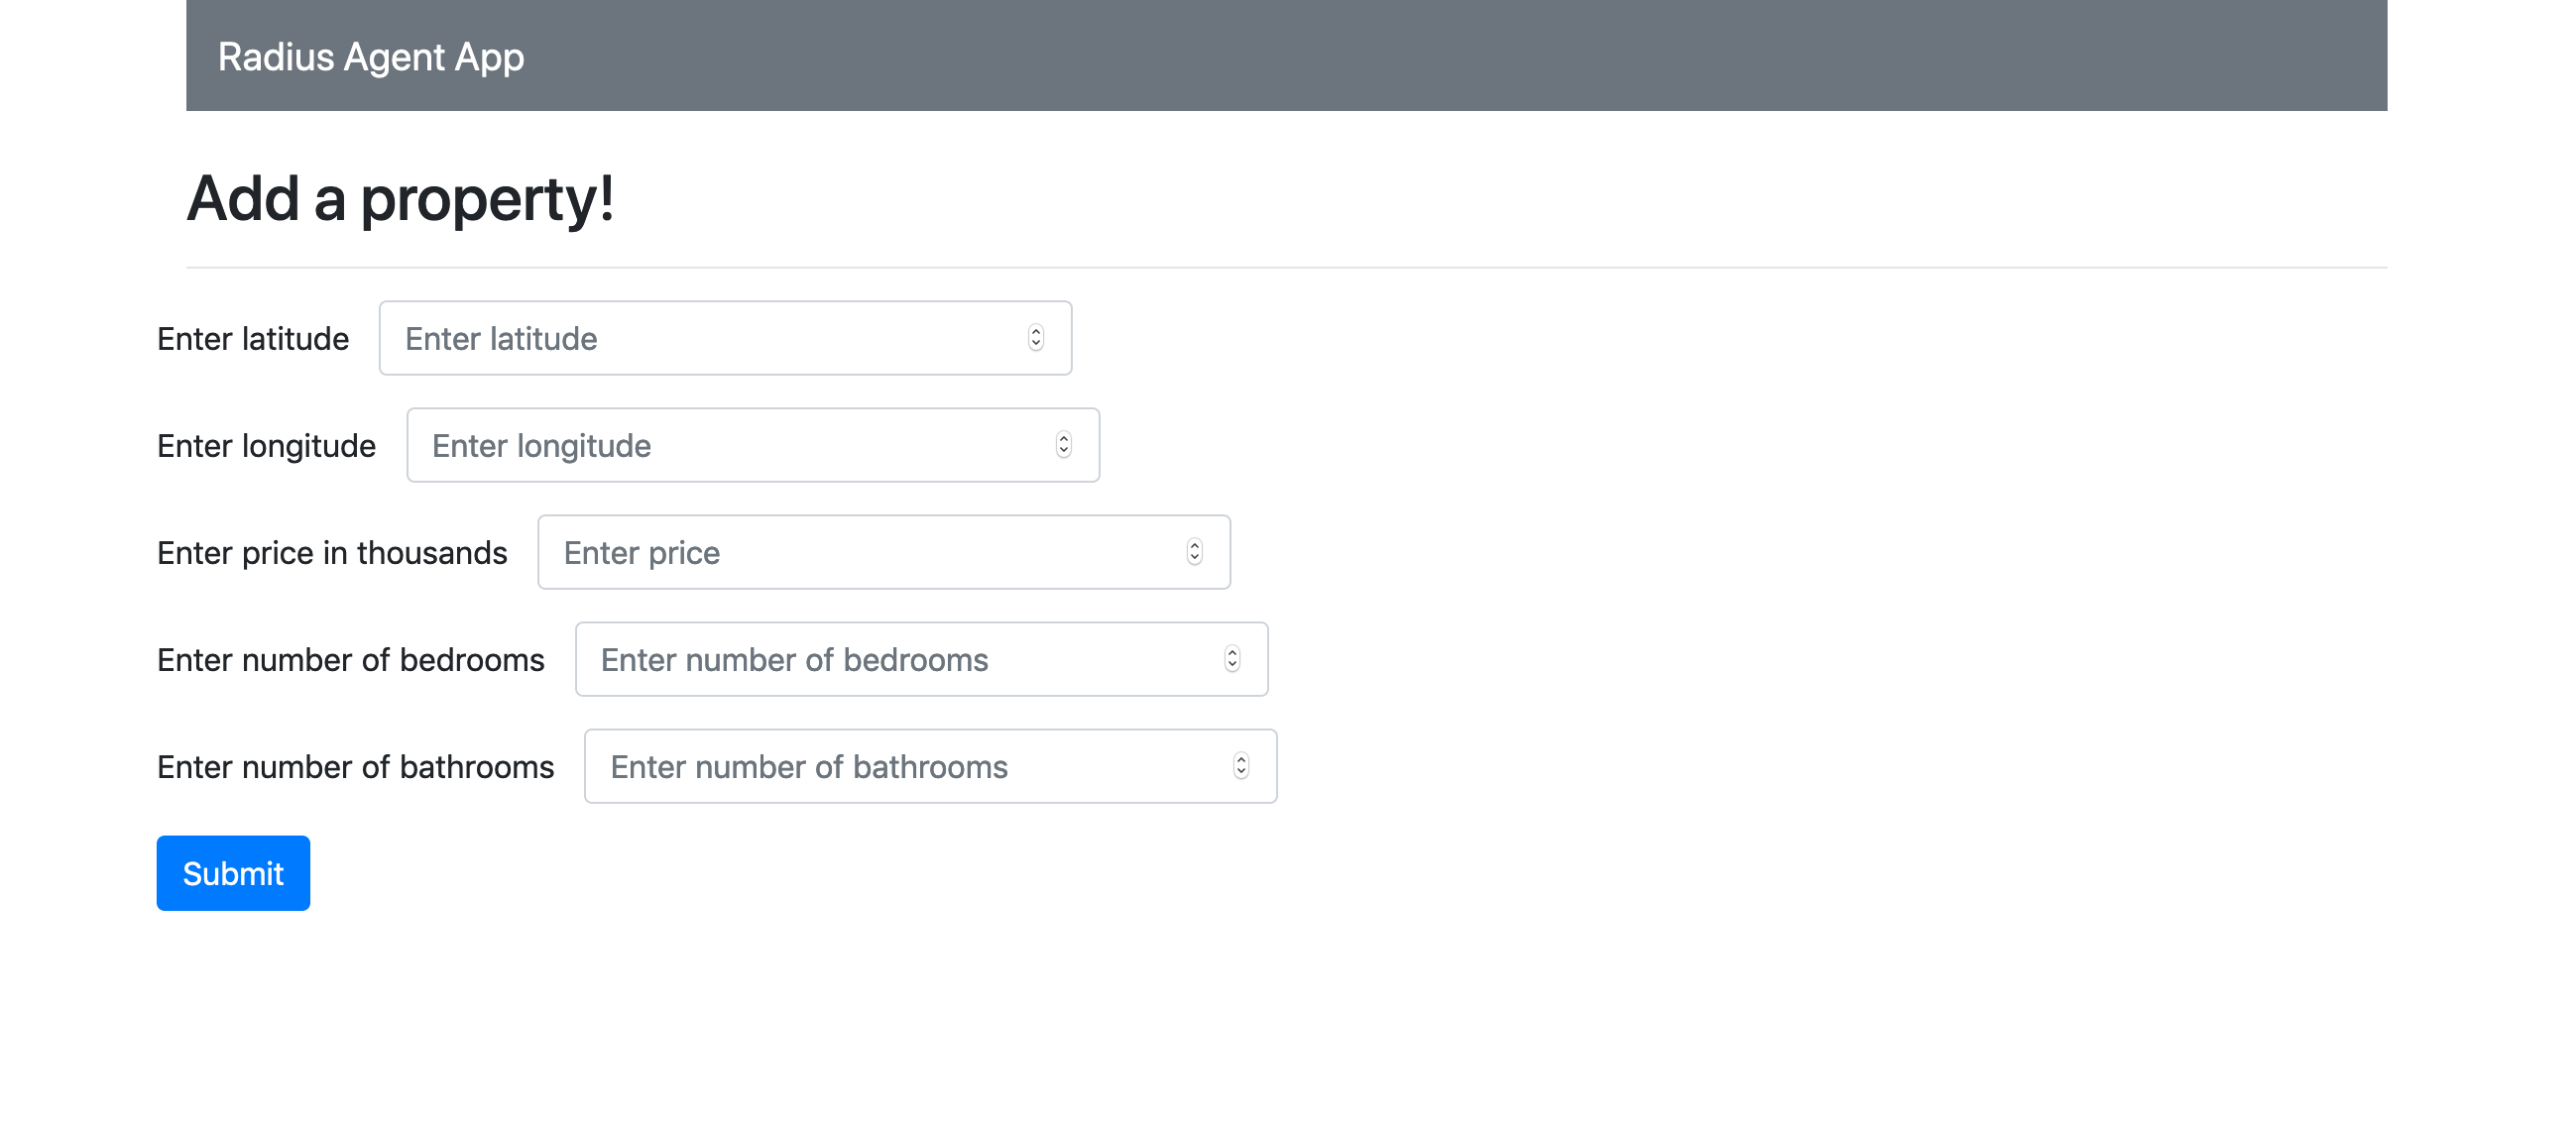 Radius Agent App
Add a property!
Enter latitude Enter latitude
Enter longitude Enter longitude
Enter price in thousands Enter price
Enter number of bedrooms Enter number of bedrooms
Enter number of bathrooms Enter number of bathrooms
Submit